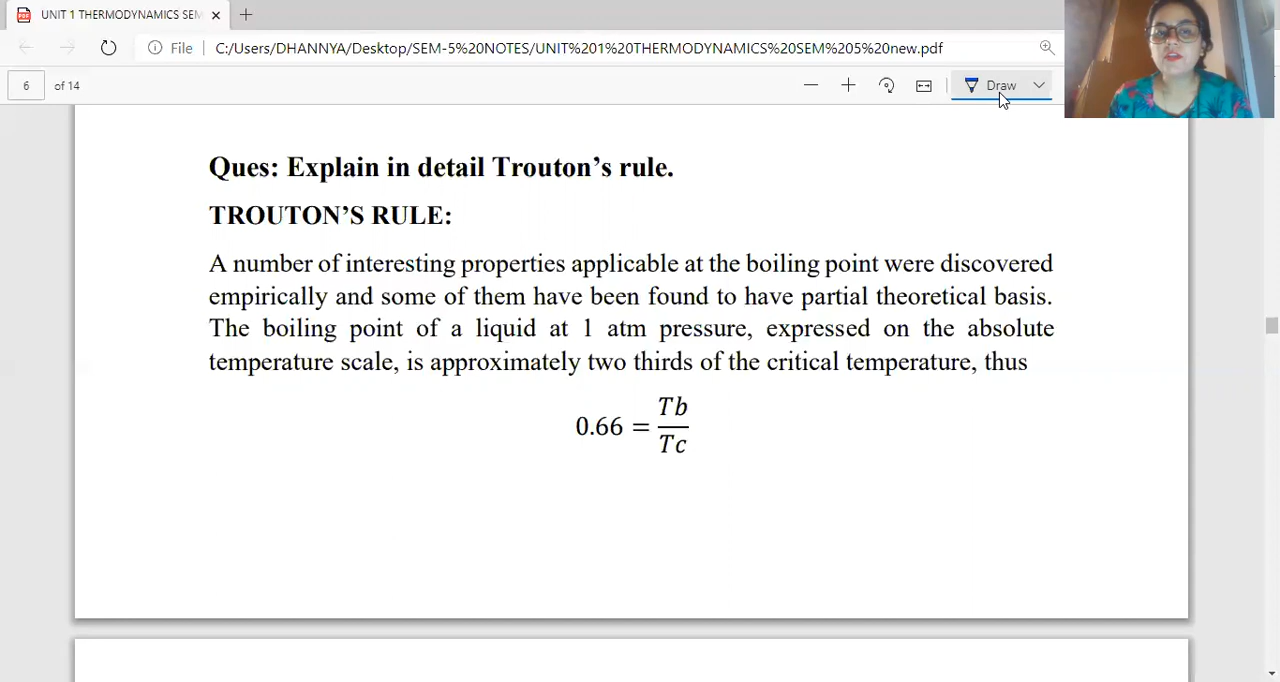 UNIT 1 THERMODYNAMICS SEM
File
C:/Users/DHANNYA/Desktop/SEM-5%20NOTES/UNIT%201%20THERMODYNAMICS%20SEM%205%20new.pdf
6 of 14
Draw
Ques: Explain in detail Trouton’s rule.
TROUTON’S RULE:
A number of interesting properties applicable at the boiling point were discovered
empirically and some of them have been found to have partial theoretical basis.
The boiling point of a liquid at 1 atm pressure, expressed on the absolute
temperature scale, is approximately two thirds of the critical temperature, thus
0.66 = Tb/Tc